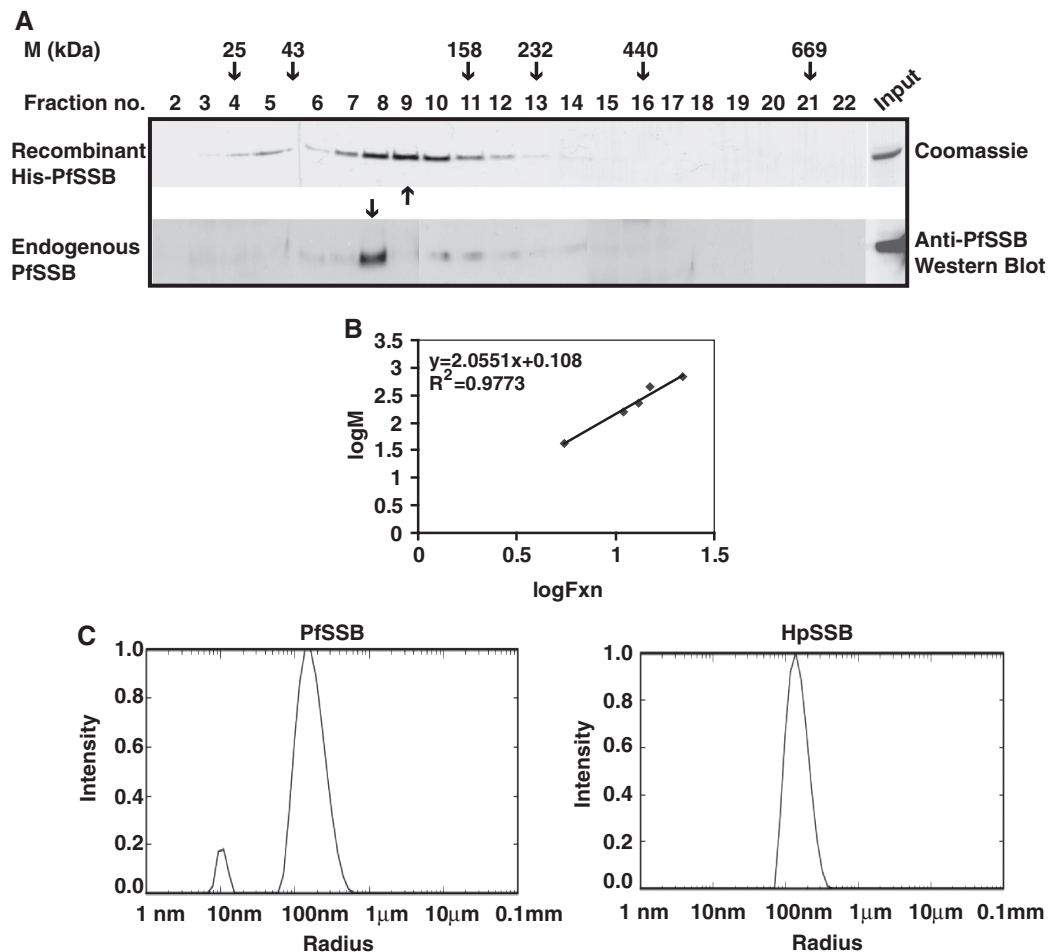 A
M (kDa) 25 43 158 232 440 669
Fraction no. 2 3 4 5 6 7 8 9 10 11 12 13 14 15 16 17 18 19 20 21 22 Input
Recombinant
His-PfSSB
Coomassie
Endogenous
PfSSB
Anti-PfSSB
Western Blot
B
y=2.0551x+0.108
R²=0.9773
3.5
3
2.5
2
1.5
1
0.5
0
logM
0 0.5 1 1.5
logFxn
C
PfSSB
1.0
0.8
0.6
0.4
0.2
0.0
Intensity
1 nm 10nm 100nm 1μm 10μm 0.1mm
Radius
HpSSB
1.0
0.8
0.6
0.4
0.2
0.0
Intensity
1 nm 10nm 100nm 1μm 10μm 0.1mm
Radius